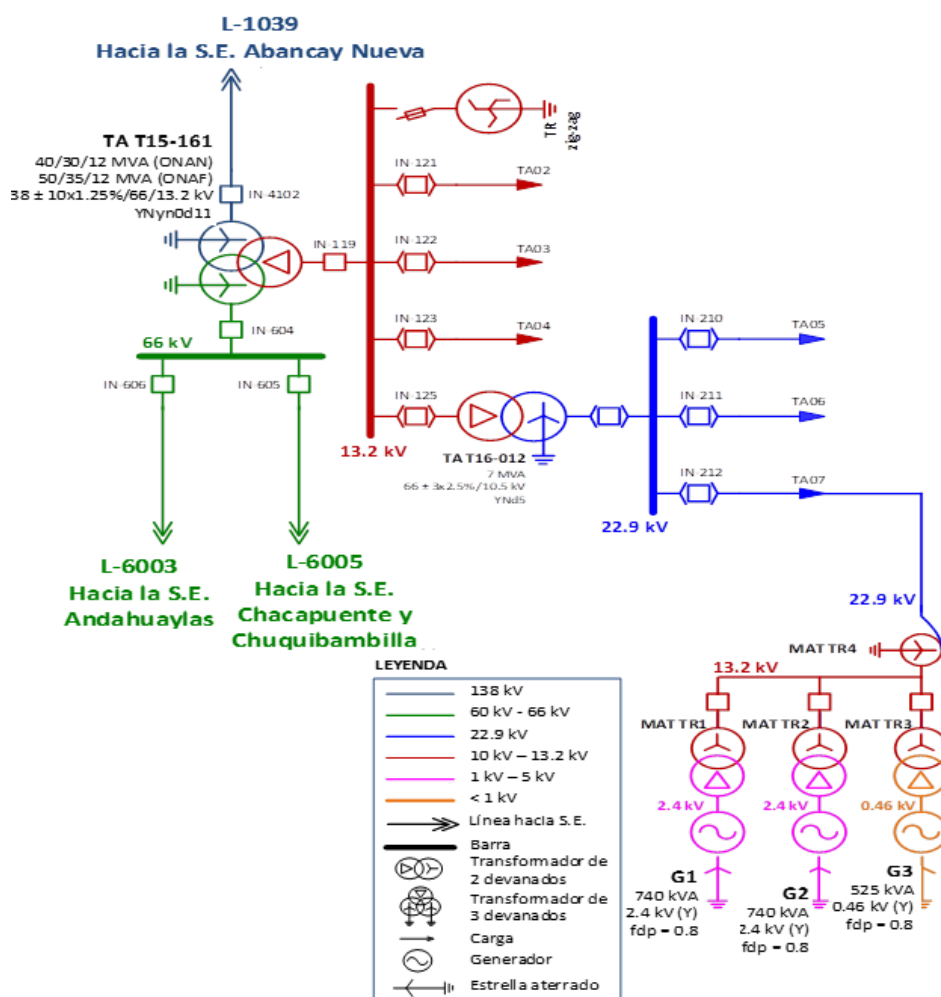 L-1039
Hacia la S.E. Abancay Nueva
TA T15-161
40/30/12 MVA (ONAN)
50/35/12 MVA (ONAF)
38 ± 10x1.25%/66/13.2 kV
YNyn0d11
IN-4102
IN-119
IN-604
66 kV
IN-606
IN-605
L-6003
Hacia la S.E.
Andahuaylas
L-6005
Hacia la S.E.
Chacapuente y
Chuquibambilla
TR
IN-121
TA02
IN-122
TA03
IN-123
TA04
IN-125
13.2 kV
TA T16-012
7 MVA
66 ± 3x2.5%/10.5 kV
YNd5
IN-210
TA05
IN-211
TA06
IN-212
TA07
22.9 kV
22.9 kV
MAT TR4
13.2 kV
MAT TR1
MAT TR2
MAT TR3
2.4 kV
2.4 kV
0.46 kV
G1
740 kVA
2.4 kV (Y)
fdp = 0.8
G2
740 kVA
2.4 kV (Y)
fdp = 0.8
G3
525 kVA
0.46 kV (Y)
fdp = 0.8
LEYENDA
138 kV
60 kV - 66 kV
22.9 kV
10 kV – 13.2 kV
1 kV – 5 kV
< 1 kV
Línea hacia S.E.
Barra
Transformador de
2 devanados
Transformador de
3 devanados
Carga
Generador
Estrella aterrado